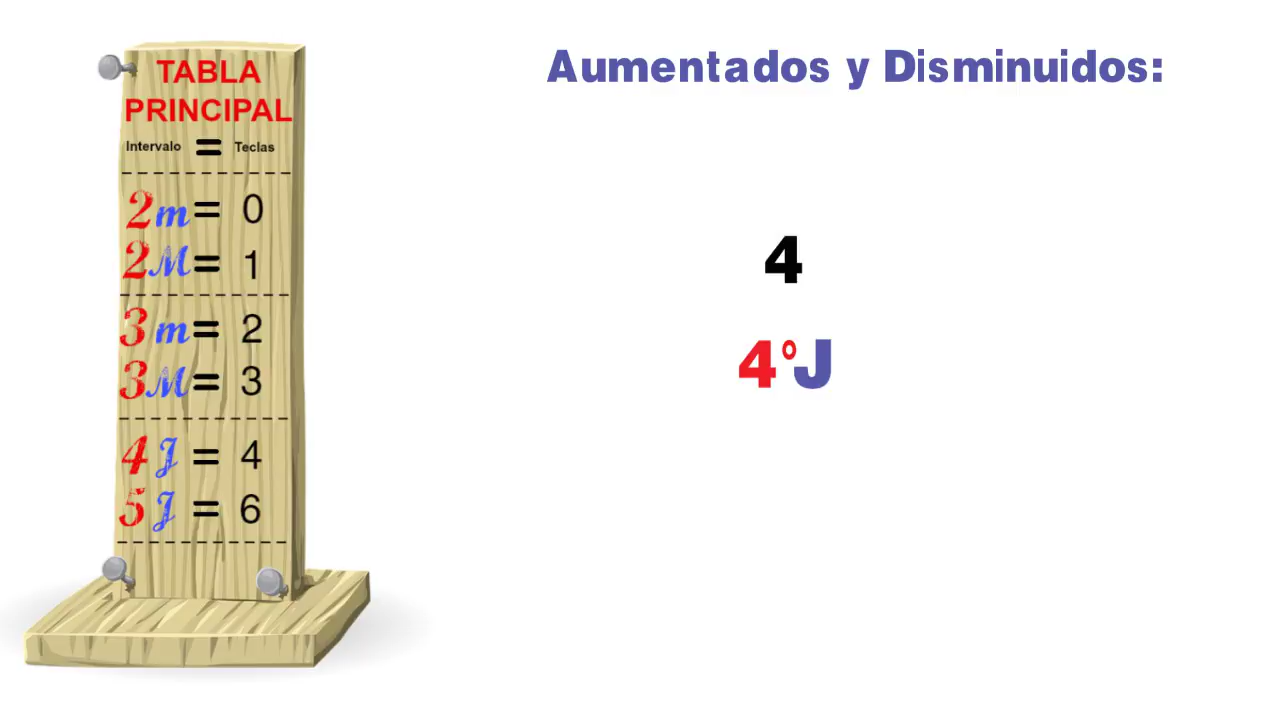 TABLA
PRINCIPAL
Intervalo = Teclas
2m = 0
2M = 1
3m = 2
3M = 3
4J = 4
5J = 6
Aumentados y Disminuidos:
4
4ºJ